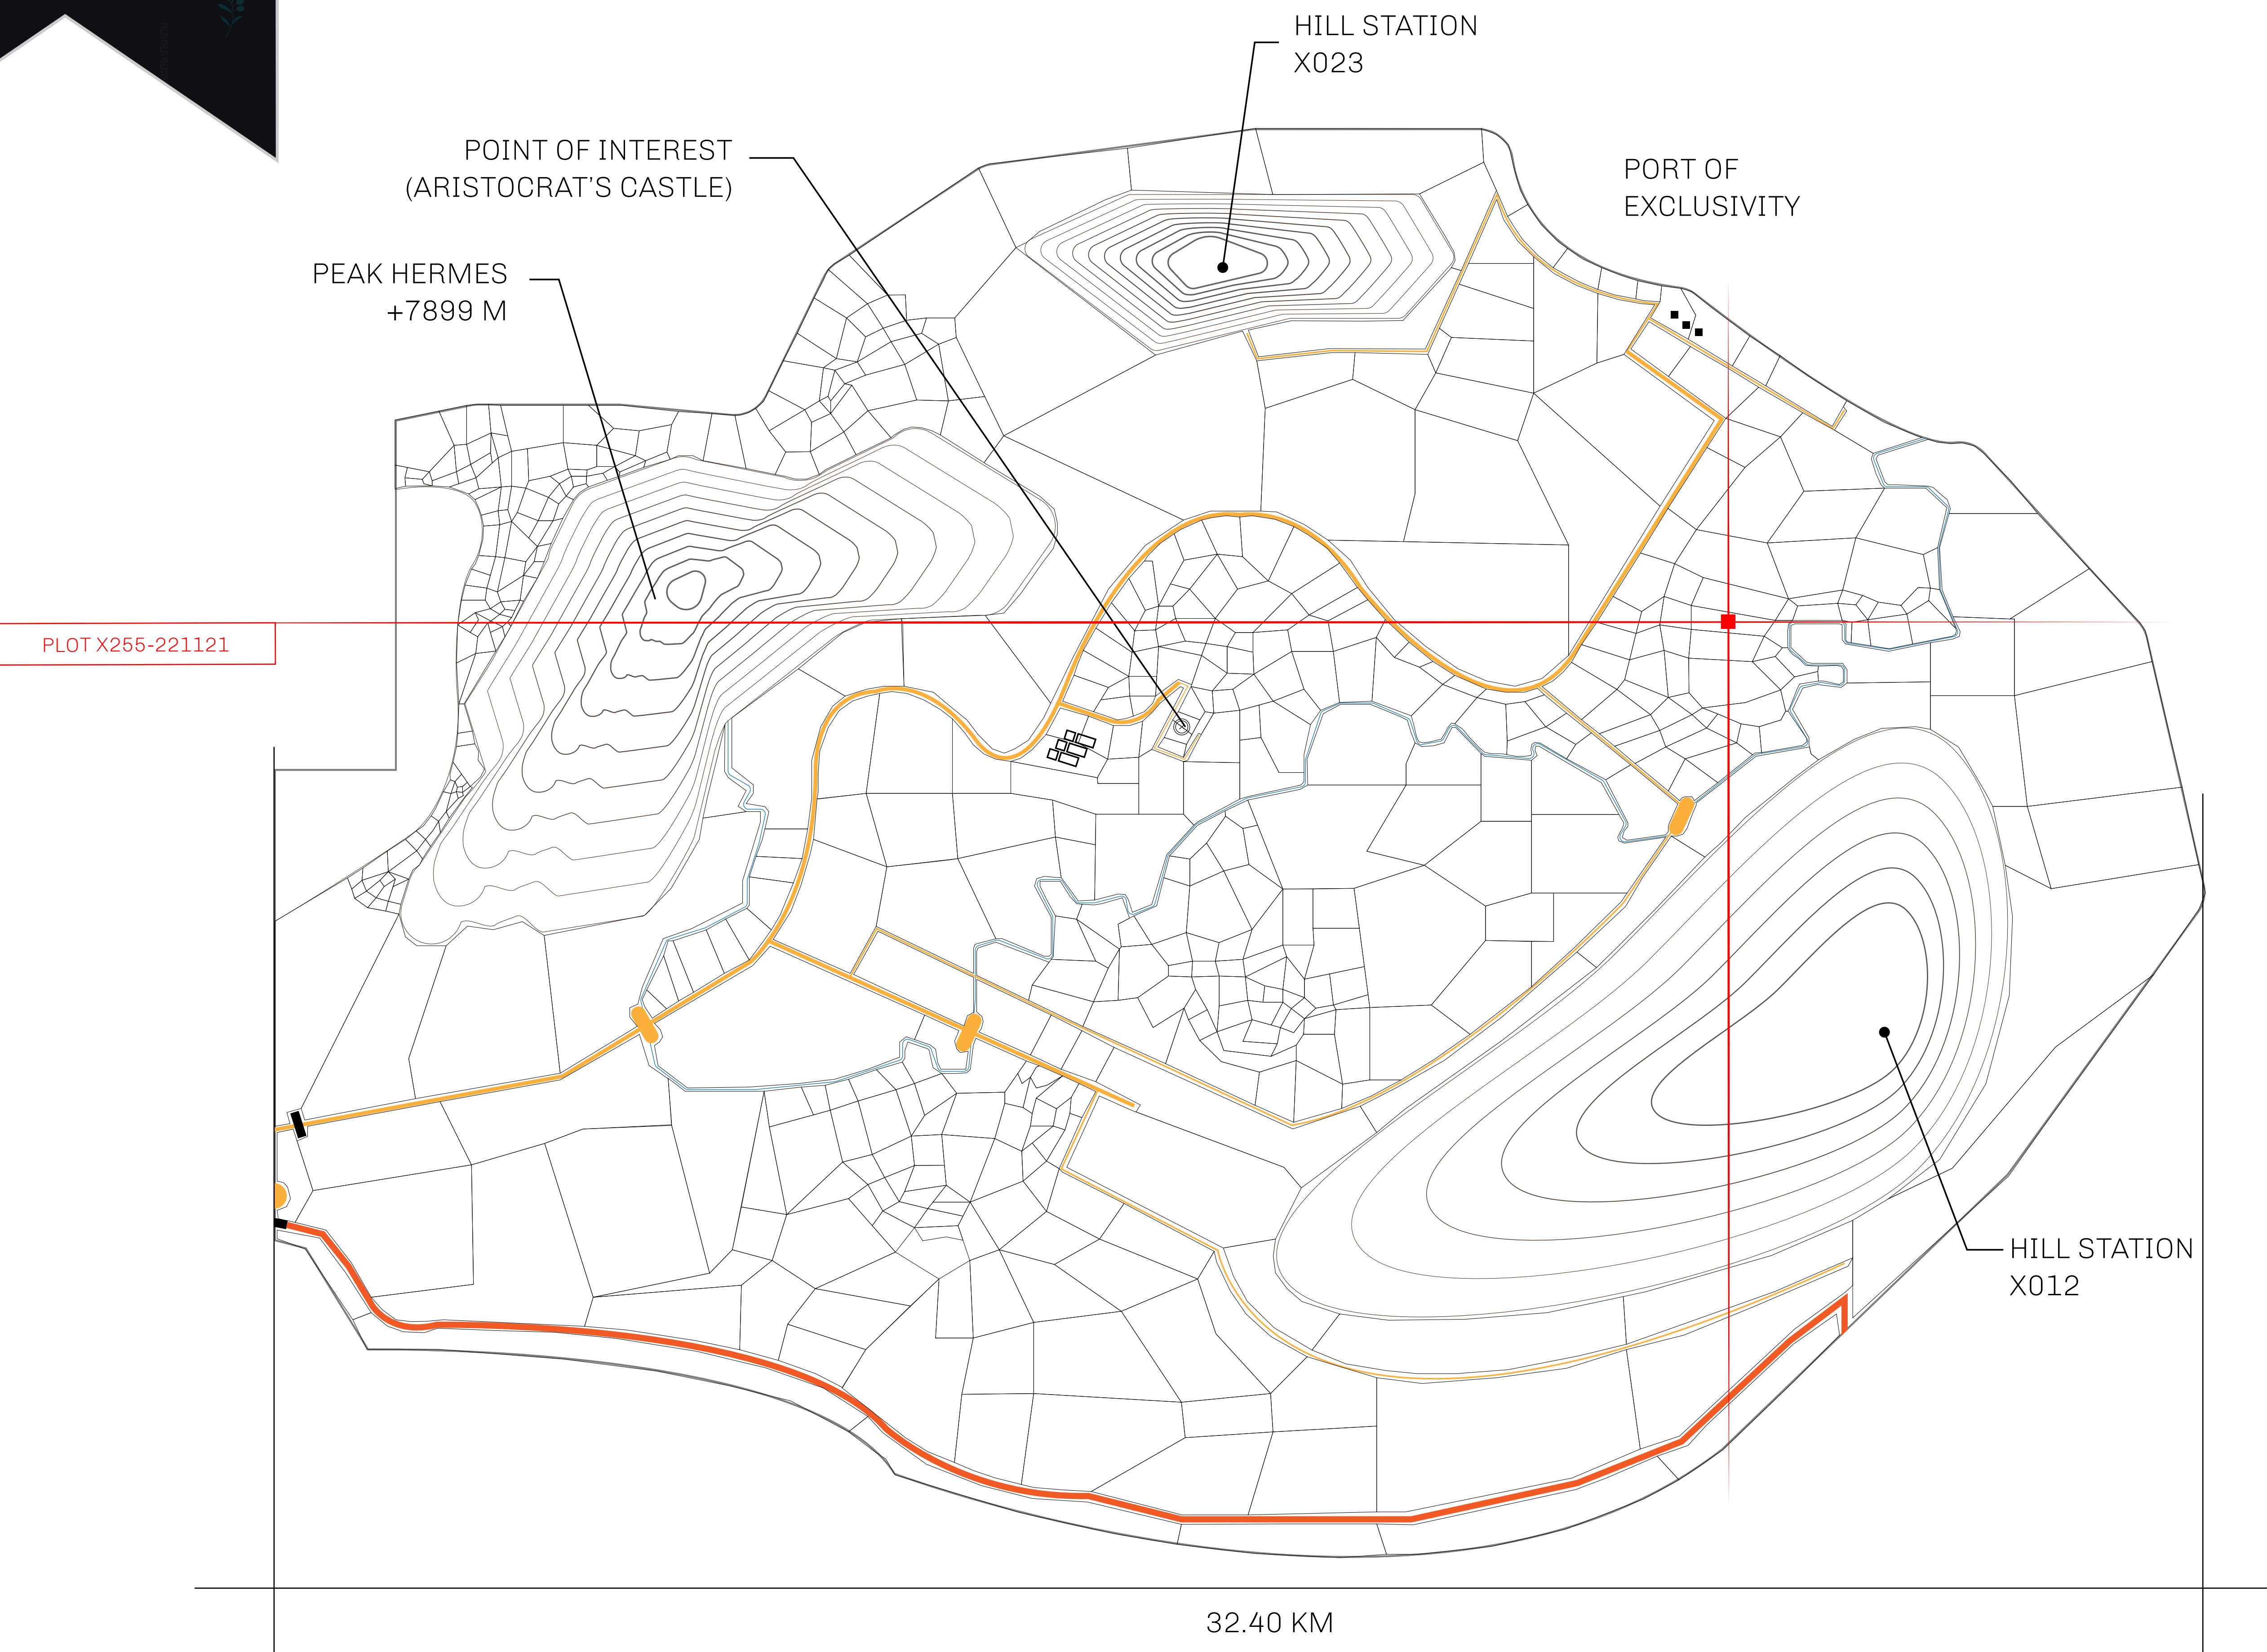 HILL STATION
X023
POINT OF INTEREST
(ARISTOCRAT'S CASTLE)
PORT OF
EXCLUSIVITY
PEAK HERMES
+7899 M
PLOT X255-221121
HILL STATION
X012
32.40 KM